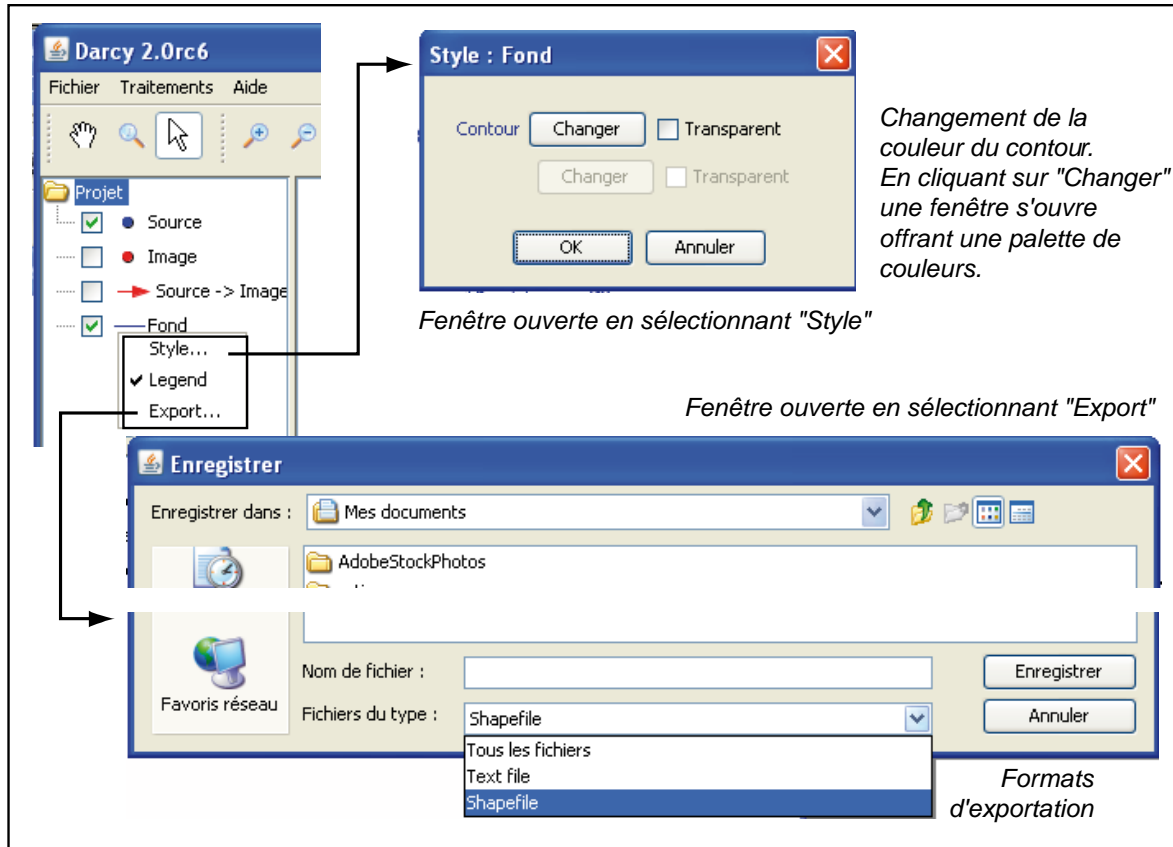 Darcy 2.0rc6
Fichier Traitements Aide
Projet
Source
Image
Source -> Image
Fond
Style...
Legend
Export...
Style : Fond
Contour Changer Transparent
Changer Transparent
OK Annuler
Changement de la
couleur du contour.
En cliquant sur "Changer"
une fenêtre s'ouvre
offrant une palette de
couleurs.
Fenêtre ouverte en sélectionnant "Style"
Fenêtre ouverte en sélectionnant "Export"
Enregistrer
Enregistrer dans : Mes documents
AdobeStockPhotos
Favoris réseau
Nom de fichier : Enregistrer
Fichiers du type : Shapefile Annuler
Tous les fichiers
Text file
Shapefile
Formats
d'exportation